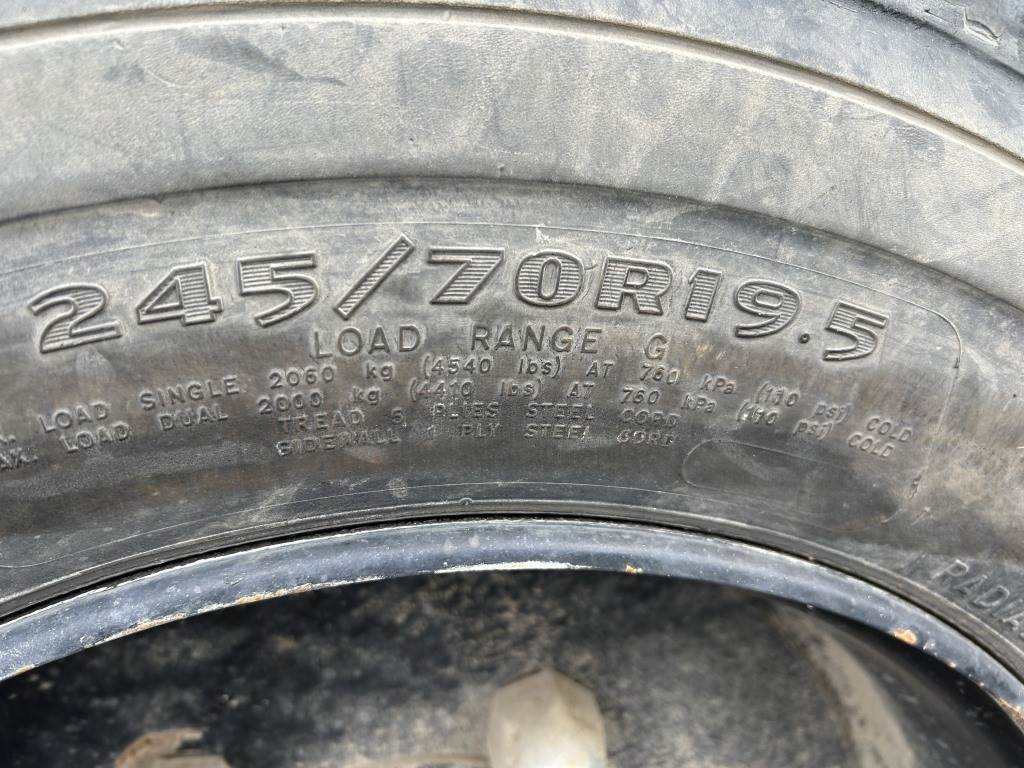 245/70R19.5
LOAD RANGE G
LOAD SINGLE 2060 kg (4540 lbs) AT 760 kPa (110 psi) COLD
LOAD DUAL 2000 kg (4410 lbs) AT 760 kPa (110 psi) COLD
TREAD 5 PLIES STEEL CORD
SIDEWALL 1 PLY STEEL CORD